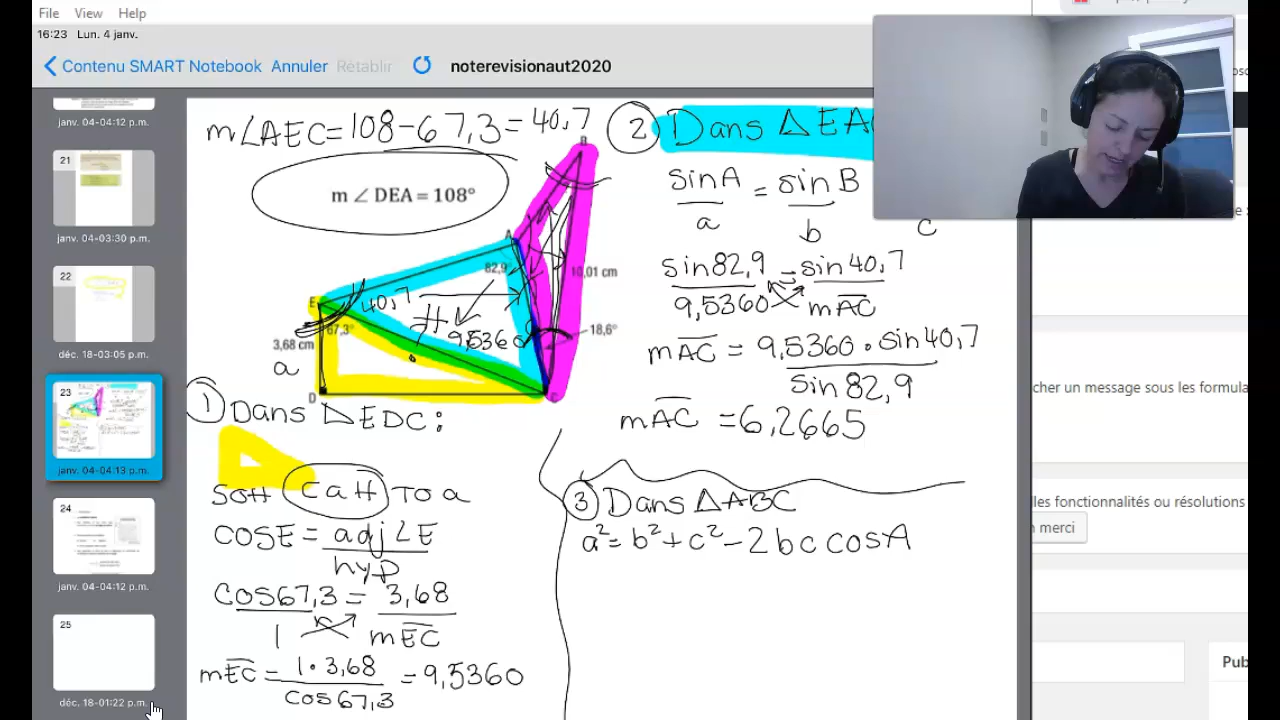 File View Help
16:23 Lun. 4 janv.
Contenu SMART Notebook Annuler Rétablir noterevisionaut2020
janv. 04-04:12 p.m.
21
janv. 04-03:30 p.m.
22
déc. 18-03:05 p.m.
23
janv. 04-04:13 p.m.
24
janv. 04-04:12 p.m.
25
déc. 18-01:22 p.m.
m∠AEC=108-67,3=40,7
m ∠ DEA = 108°
B
A
82,9°
10,01 cm
E
40,7
H
67,3°
9,5360
18,6°
3,68 cm
a
D
C
1 Dans △EDC:
SOH CAH TOA
COSE = adj∠E
hyp
COS67,3 = 3,68
1 mEC
mEC = 1•3,68 = 9,5360
cos67,3
2 Dans △EAC
sinA = sinB
a b c
sin82,9 = sin40,7
9,5360 mAC
mAC = 9,5360 • sin40,7
sin82,9
mAC = 6,2665
3 Dans △ABC
a²= b²+c²-2bc cosA
cher un message sous les formula
les fonctionnalités ou résolutions
n merci
Pub